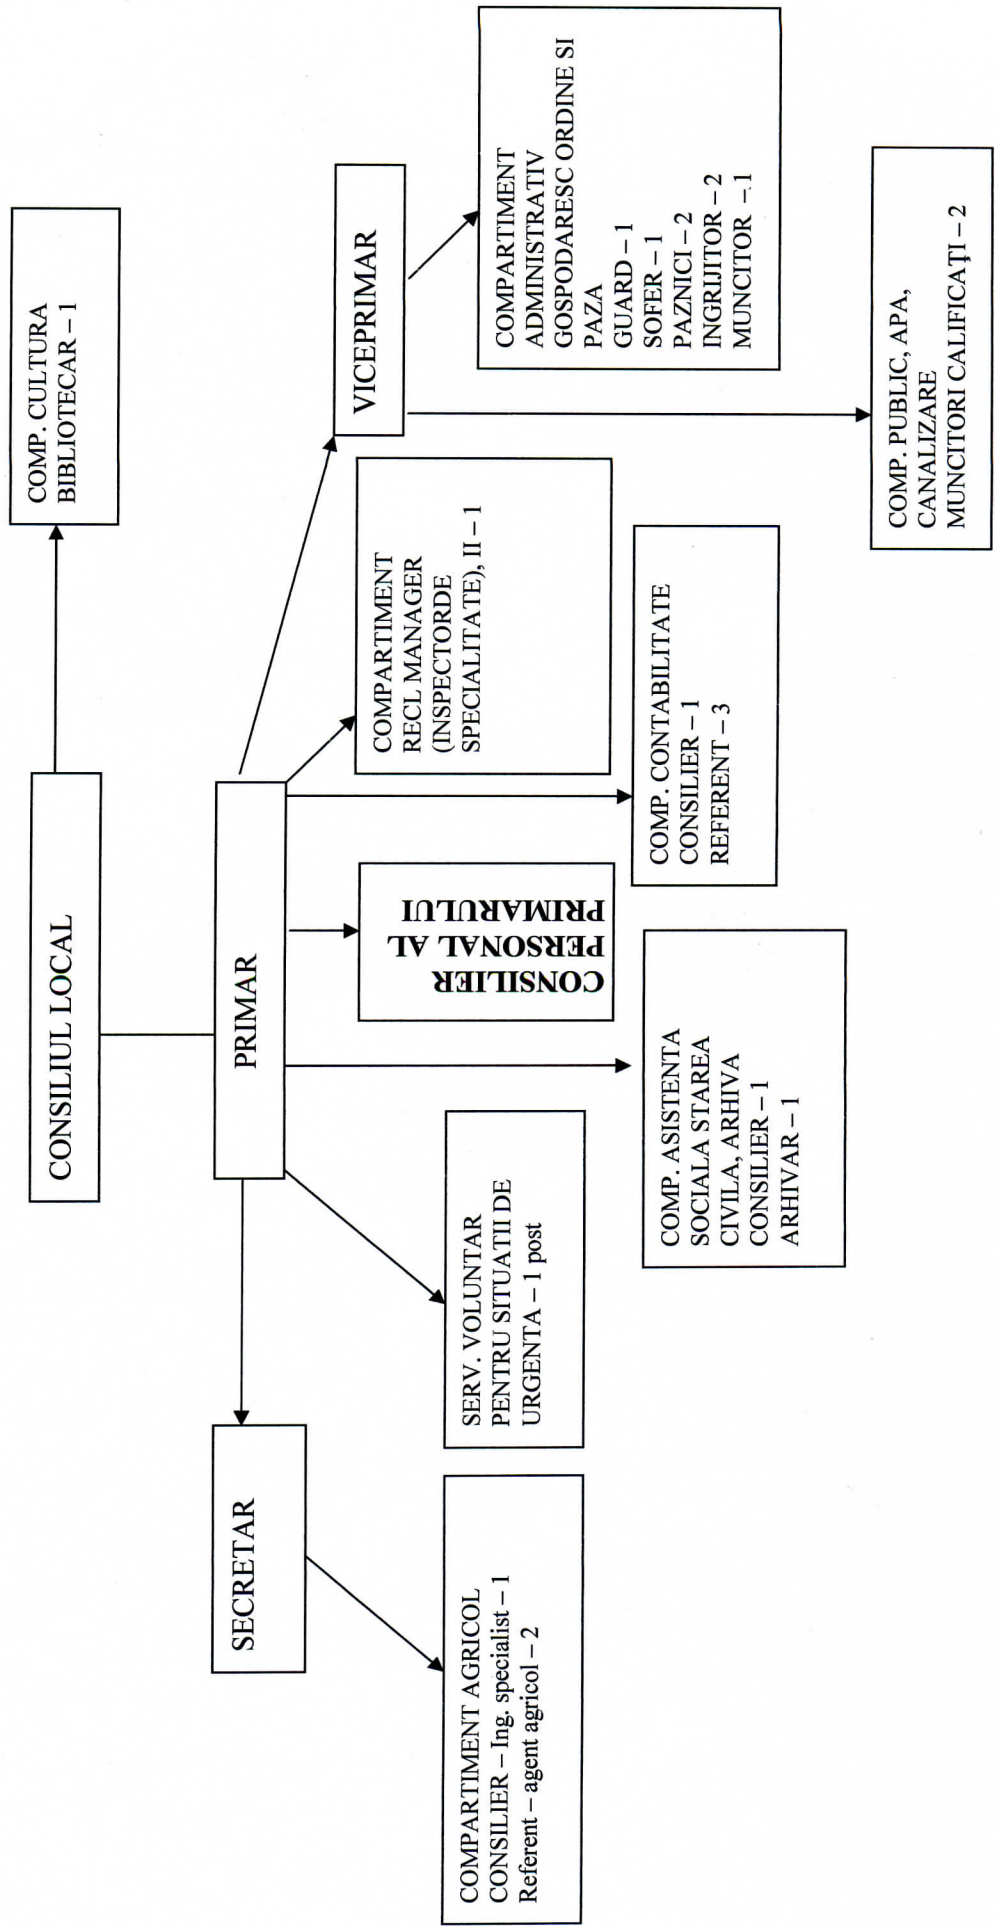 CONSILIUL LOCAL
COMP. CULTURA
BIBLIOTECAR – 1
PRIMAR
SECRETAR
VICEPRIMAR
COMPARTIMENT AGRICOL
CONSILIER – Ing. specialist – 1
Referent – agent agricol – 2
SERV. VOLUNTAR
PENTRU SITUATII DE
URGENTA – 1 post
CONSILIER
PERSONAL AL
PRIMARULUI
COMPARTIMENT
RECL MANAGER
(INSPECTORDE
SPECIALITATE), II – 1
COMPARTIMENT
ADMINISTRATIV
GOSPODARESC ORDINE SI
PAZA
GUARD – 1
SOFER – 1
PAZNICI – 2
INGRIJITOR – 2
MUNCITOR – 1
COMP. ASISTENTA
SOCIALA STAREA
CIVILA, ARHIVA
CONSILIER – 1
ARHIVAR – 1
COMP. CONTABILITATE
CONSILIER – 1
REFERENT – 3
COMP. PUBLIC, APA,
CANALIZARE
MUNCITORI CALIFICAŢI – 2